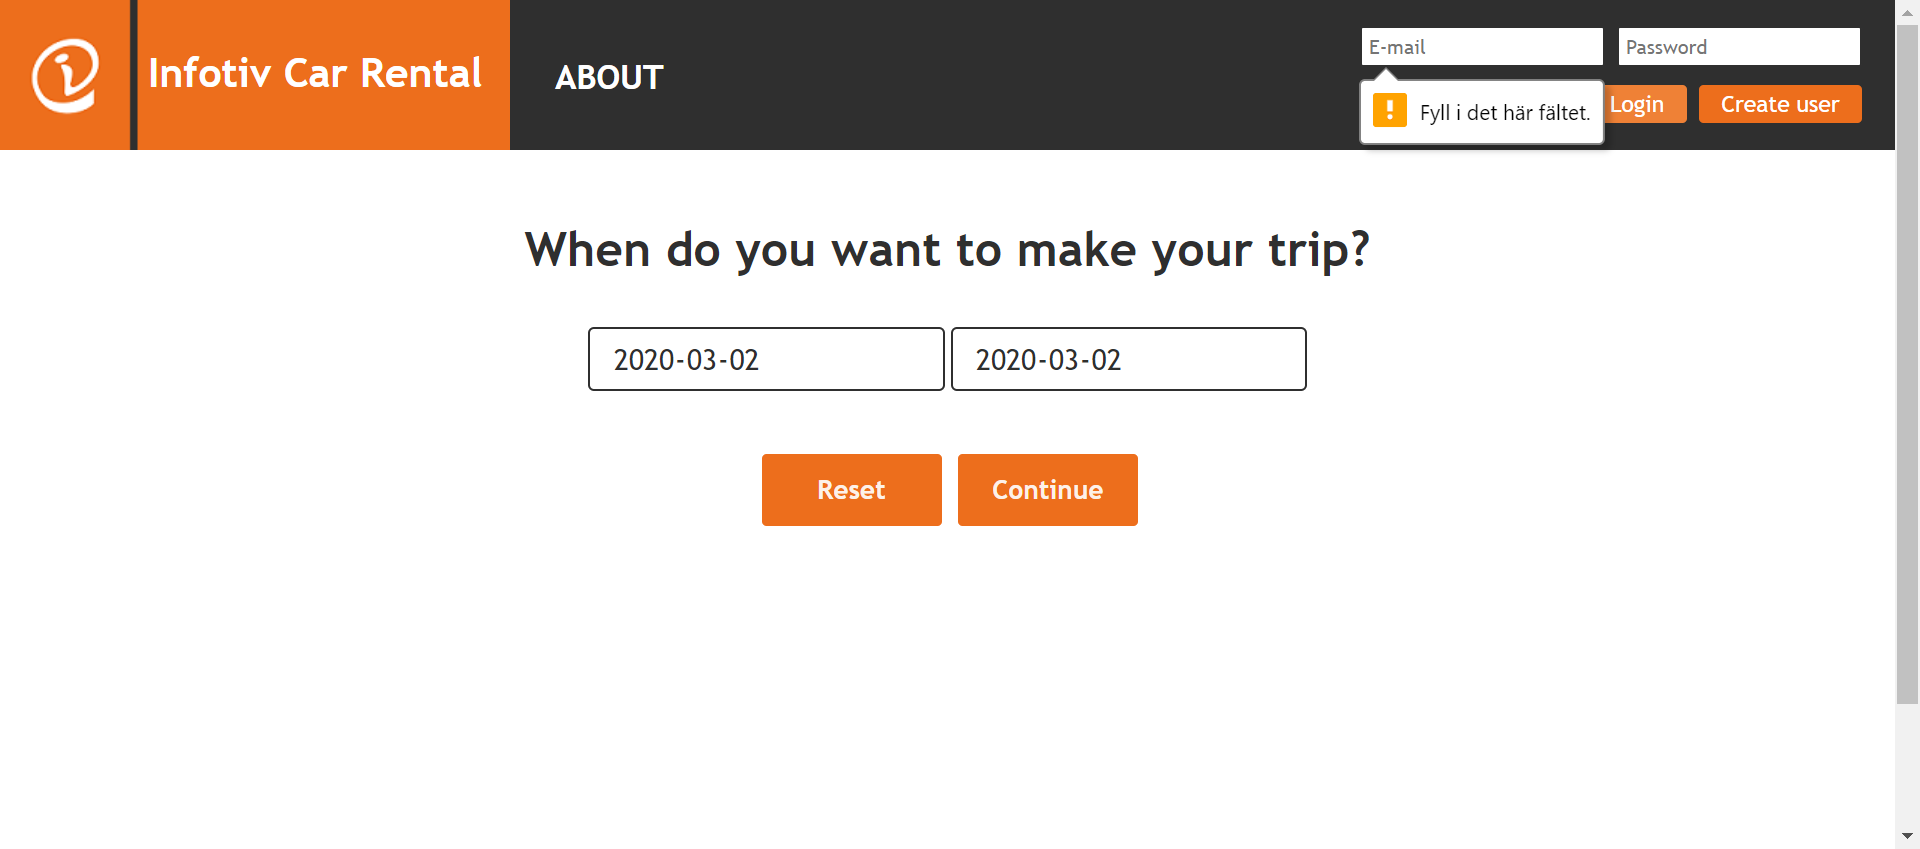 Infotiv Car Rental
ABOUT
E-mail
Password
Fyll i det här fältet.
Login
Create user
When do you want to make your trip?
2020-03-02
2020-03-02
Reset
Continue